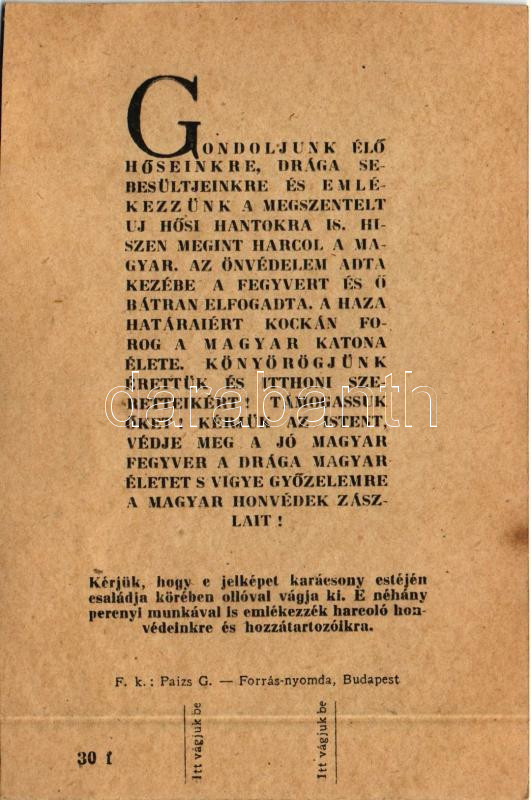 GONDOLJUNK ÉLŐ
HŐSEINKRE, DRÁGA SE-
BESÜLTJEINKRE ÉS EMLÉ-
KEZZÜNK A MEGSZENTELT
UJ HŐSI HANTOKRA IS. HI-
SZEN MEGINT HARCOL A MA-
GYAR. AZ ÖNVÉDELEM ADTA
KEZÉBE A FEGYVERT ÉS Ő
BÁTRAN ELFOGADTA. A HAZA
HATÁRAIÉRT KOCKÁN FO-
ROG A MAGYAR KATONA
ÉLETE. KÖNYÖRÖGJÜNK
ÉRETTÜK ÉS ITTHONI SZE-
RETTEIKÉRT! TÁMOGASSUK
ŐKET! KÉRJÜK AZ ISTENT,
VÉDJE MEG A JÓ MAGYAR
FEGYVER A DRÁGA MAGYAR
ÉLETET S VIGYE GYŐZELEMRE
A MAGYAR HONVÉDEK ZÁSZ-
LAIT!
darabanth
Kérjük, hogy e jelképet karácsony estéjén
családja körében ollóval vágja ki. E néhány
percnyi munkával is emlékezzék harcoló hon-
védeinkre és hozzátartozóikra.
F. k.: Paizs G. — Forrás-nyomda, Budapest
Itt vágjuk be
Itt vágjuk be
30 f